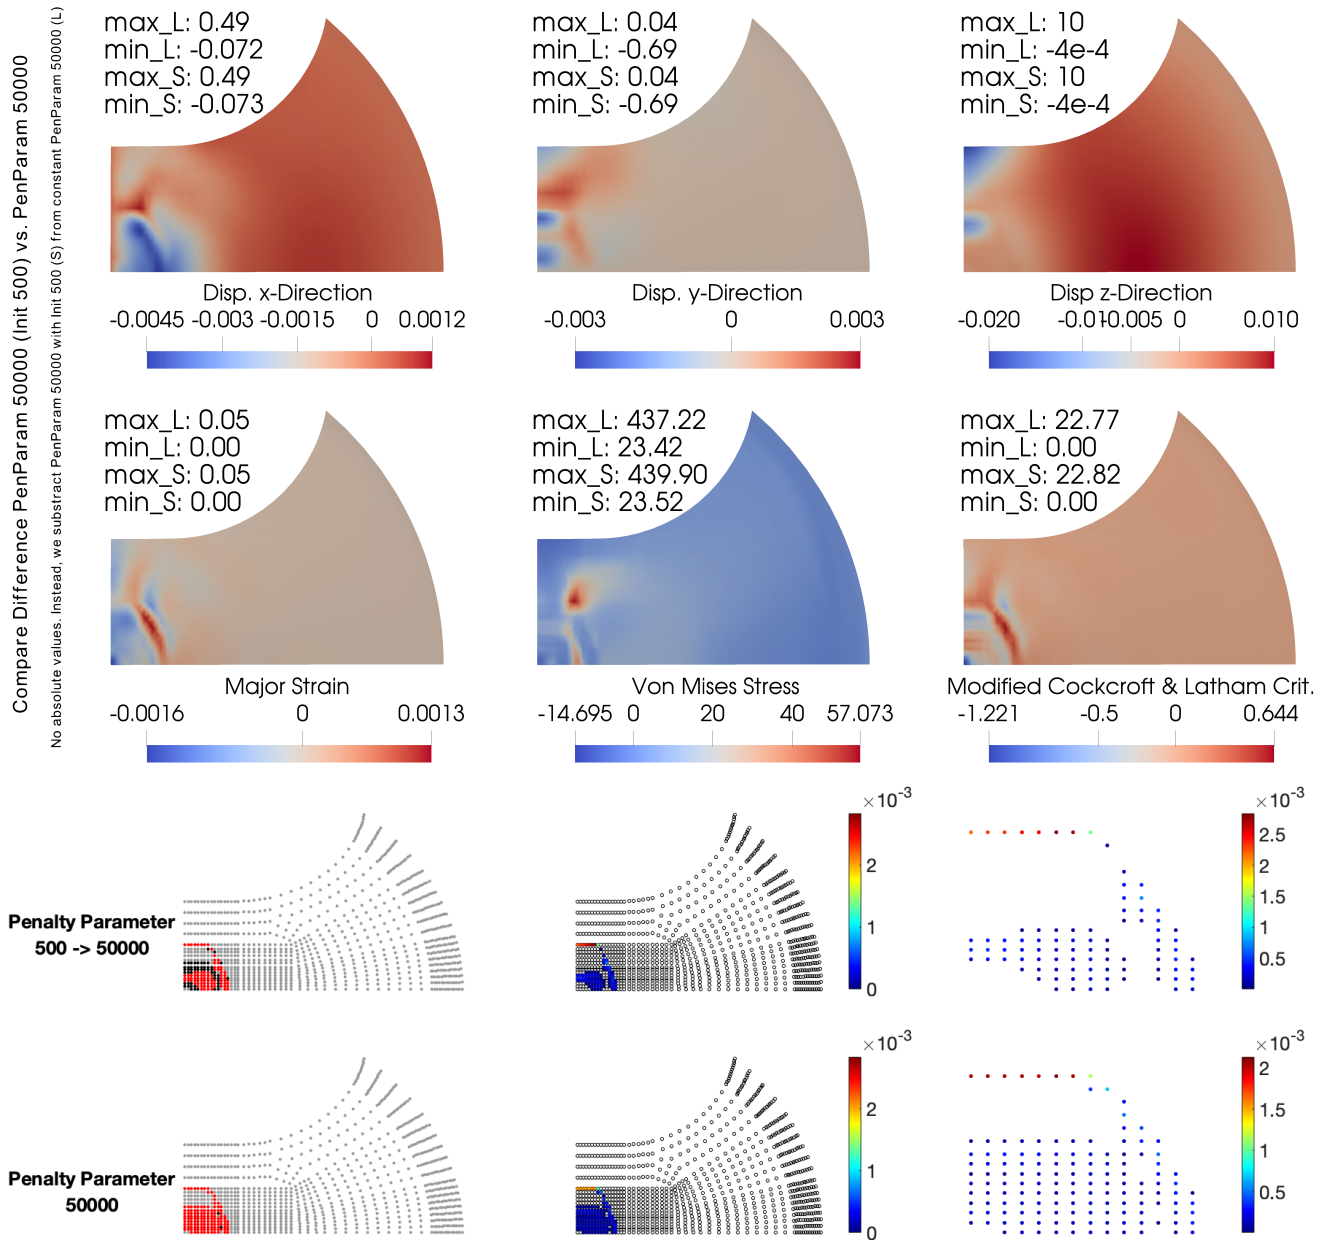 Compare Difference PenParam 50000 (Init 500) vs. PenParam 50000
No absolute values. Instead, we substract PenParam 50000 with Init 500 (S) from constant PenParam 50000 (L)
max_L: 0.49
min_L: -0.072
max_S: 0.49
min_S: -0.073
Disp. x-Direction
-0.0045 -0.003 -0.0015 0 0.0012
max_L: 0.04
min_L: -0.69
max_S: 0.04
min_S: -0.69
Disp. y-Direction
-0.003 0 0.003
max_L: 10
min_L: -4e-4
max_S: 10
min_S: -4e-4
Disp z-Direction
-0.020 -0.010 -0.005 0 0.010
max_L: 0.05
min_L: 0.00
max_S: 0.05
min_S: 0.00
Major Strain
-0.0016 0 0.0013
max_L: 437.22
min_L: 23.42
max_S: 439.90
min_S: 23.52
Von Mises Stress
-14.695 0 20 40 57.073
max_L: 22.77
min_L: 0.00
max_S: 22.82
min_S: 0.00
Modified Cockcroft & Latham Crit.
-1.221 -0.5 0 0.644
Penalty Parameter
500 -> 50000
×10-3
2
1
0
×10-3
2.5
2
1.5
1
0.5
Penalty Parameter
50000
×10-3
2
1
0
×10-3
2
1.5
1
0.5